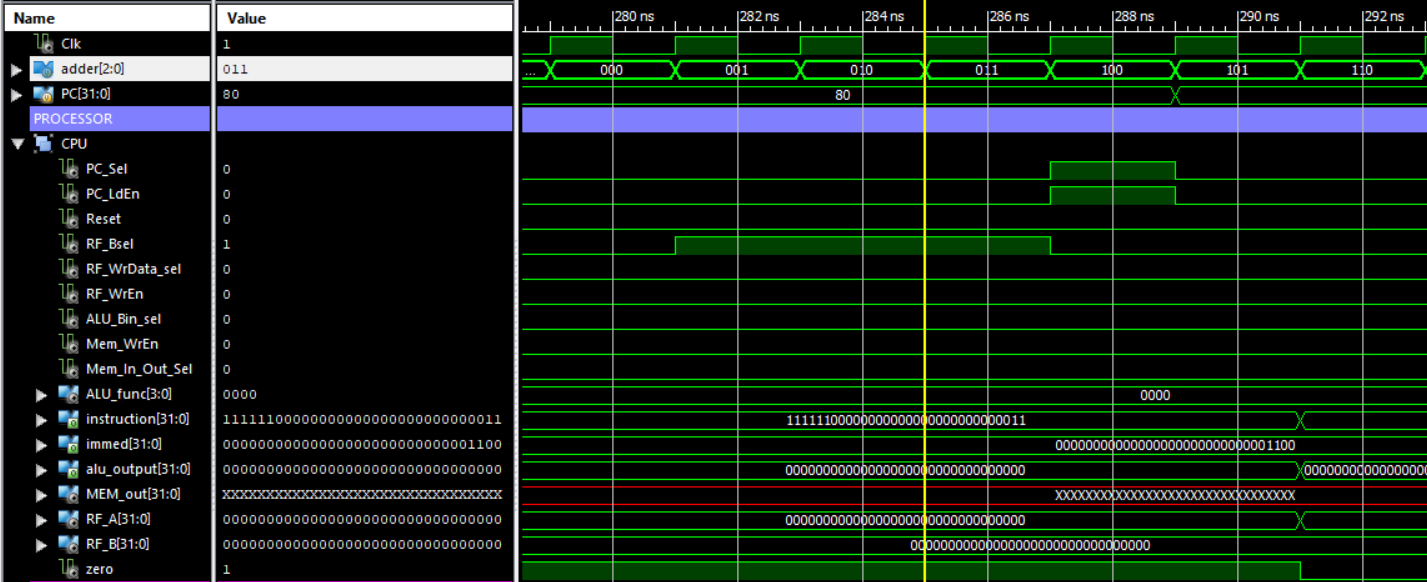 Name Value 280 ns 282 ns 284 ns 286 ns 288 ns 290 ns 292 ns
Clk 1
adder[2:0] 011 ... 000 001 010 011 100 101 110
PC[31:0] 80 80
PROCESSOR
CPU
PC_Sel 0
PC_LdEn 0
Reset 0
RF_Bsel 1
RF_WrData_sel 0
RF_WrEn 0
ALU_Bin_sel 0
Mem_WrEn 0
Mem_In_Out_Sel 0
ALU_func[3:0] 0000 0000
instruction[31:0] 11111100000000000000000000000011 11111100000000000000000000000011
immed[31:0] 00000000000000000000000000001100 00000000000000000000000000001100
alu_output[31:0] 00000000000000000000000000000000 00000000000000000000000000000000 00000000000000000
MEM_out[31:0] XXXXXXXXXXXXXXXXXXXXXXXXXXXXXXXX XXXXXXXXXXXXXXXXXXXXXXXXXXXXXXXX
RF_A[31:0] 00000000000000000000000000000000 00000000000000000000000000000000
RF_B[31:0] 00000000000000000000000000000000 00000000000000000000000000000000
zero 1